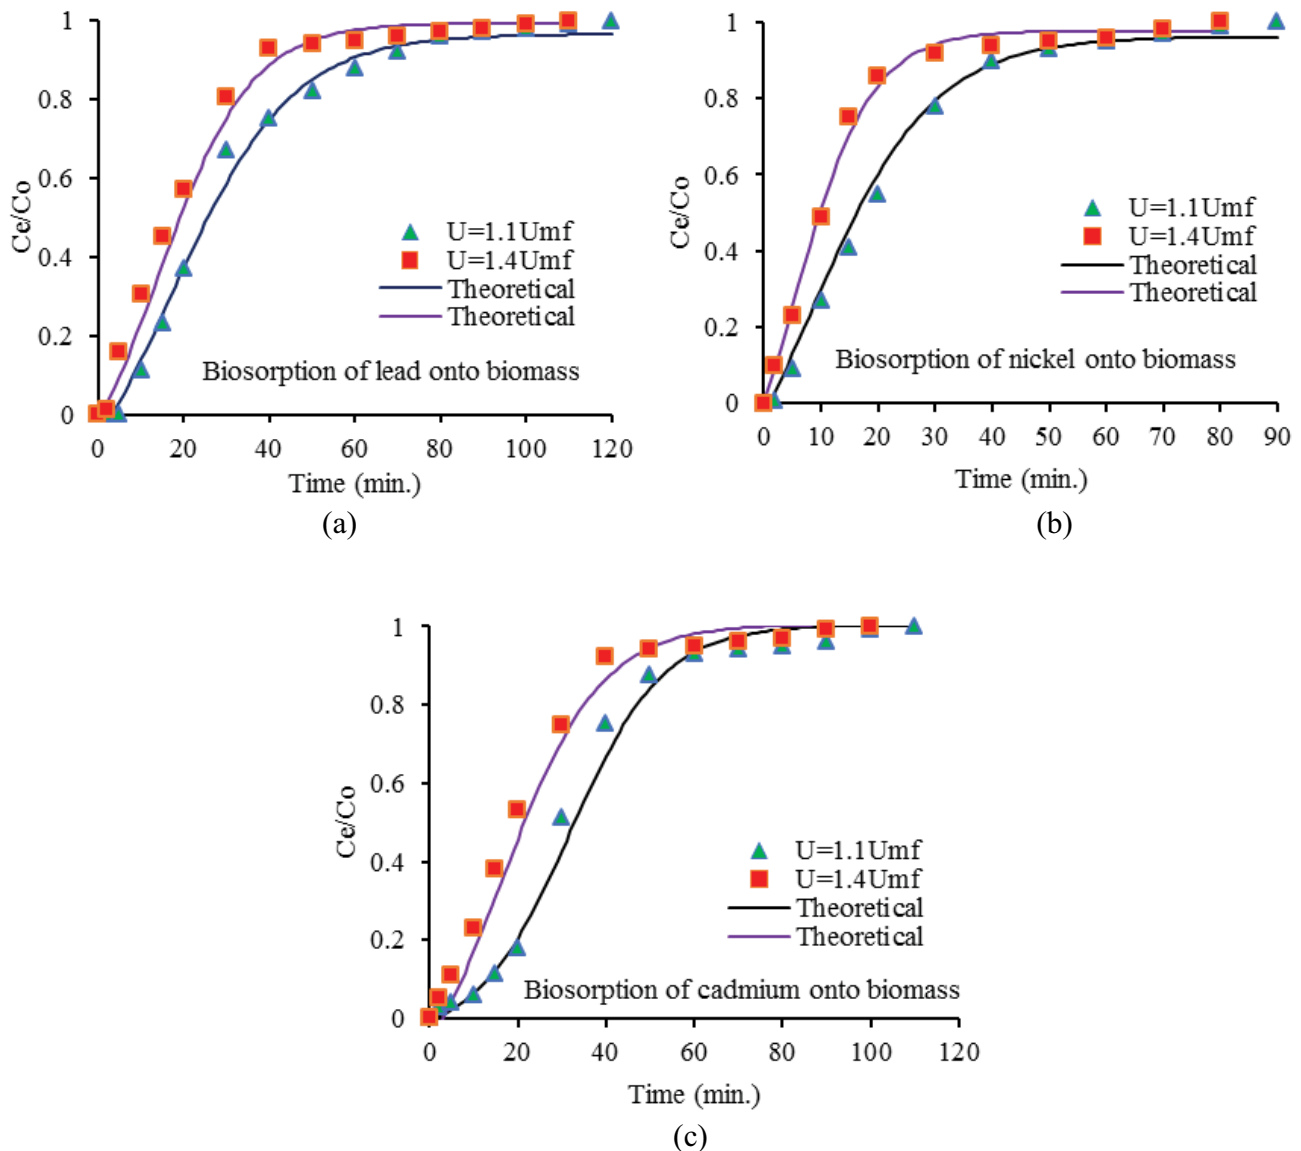 1
0.8
0.6
0.4
0.2
0
Ce/Co
0 20 40 60 80 100 120
Time (min.)
U=1.1Umf
U=1.4Umf
Theoretical
Theoretical
Biosorption of lead onto biomass
(a)
1
0.8
0.6
0.4
0.2
0
Ce/Co
0 10 20 30 40 50 60 70 80 90
Time (min.)
U=1.1Umf
U=1.4Umf
Theoretical
Theoretical
Biosorption of nickel onto biomass
(b)
1
0.8
0.6
0.4
0.2
0
Ce/Co
0 20 40 60 80 100 120
Time (min.)
U=1.1Umf
U=1.4Umf
Theoretical
Theoretical
Biosorption of cadmium onto biomass
(c)